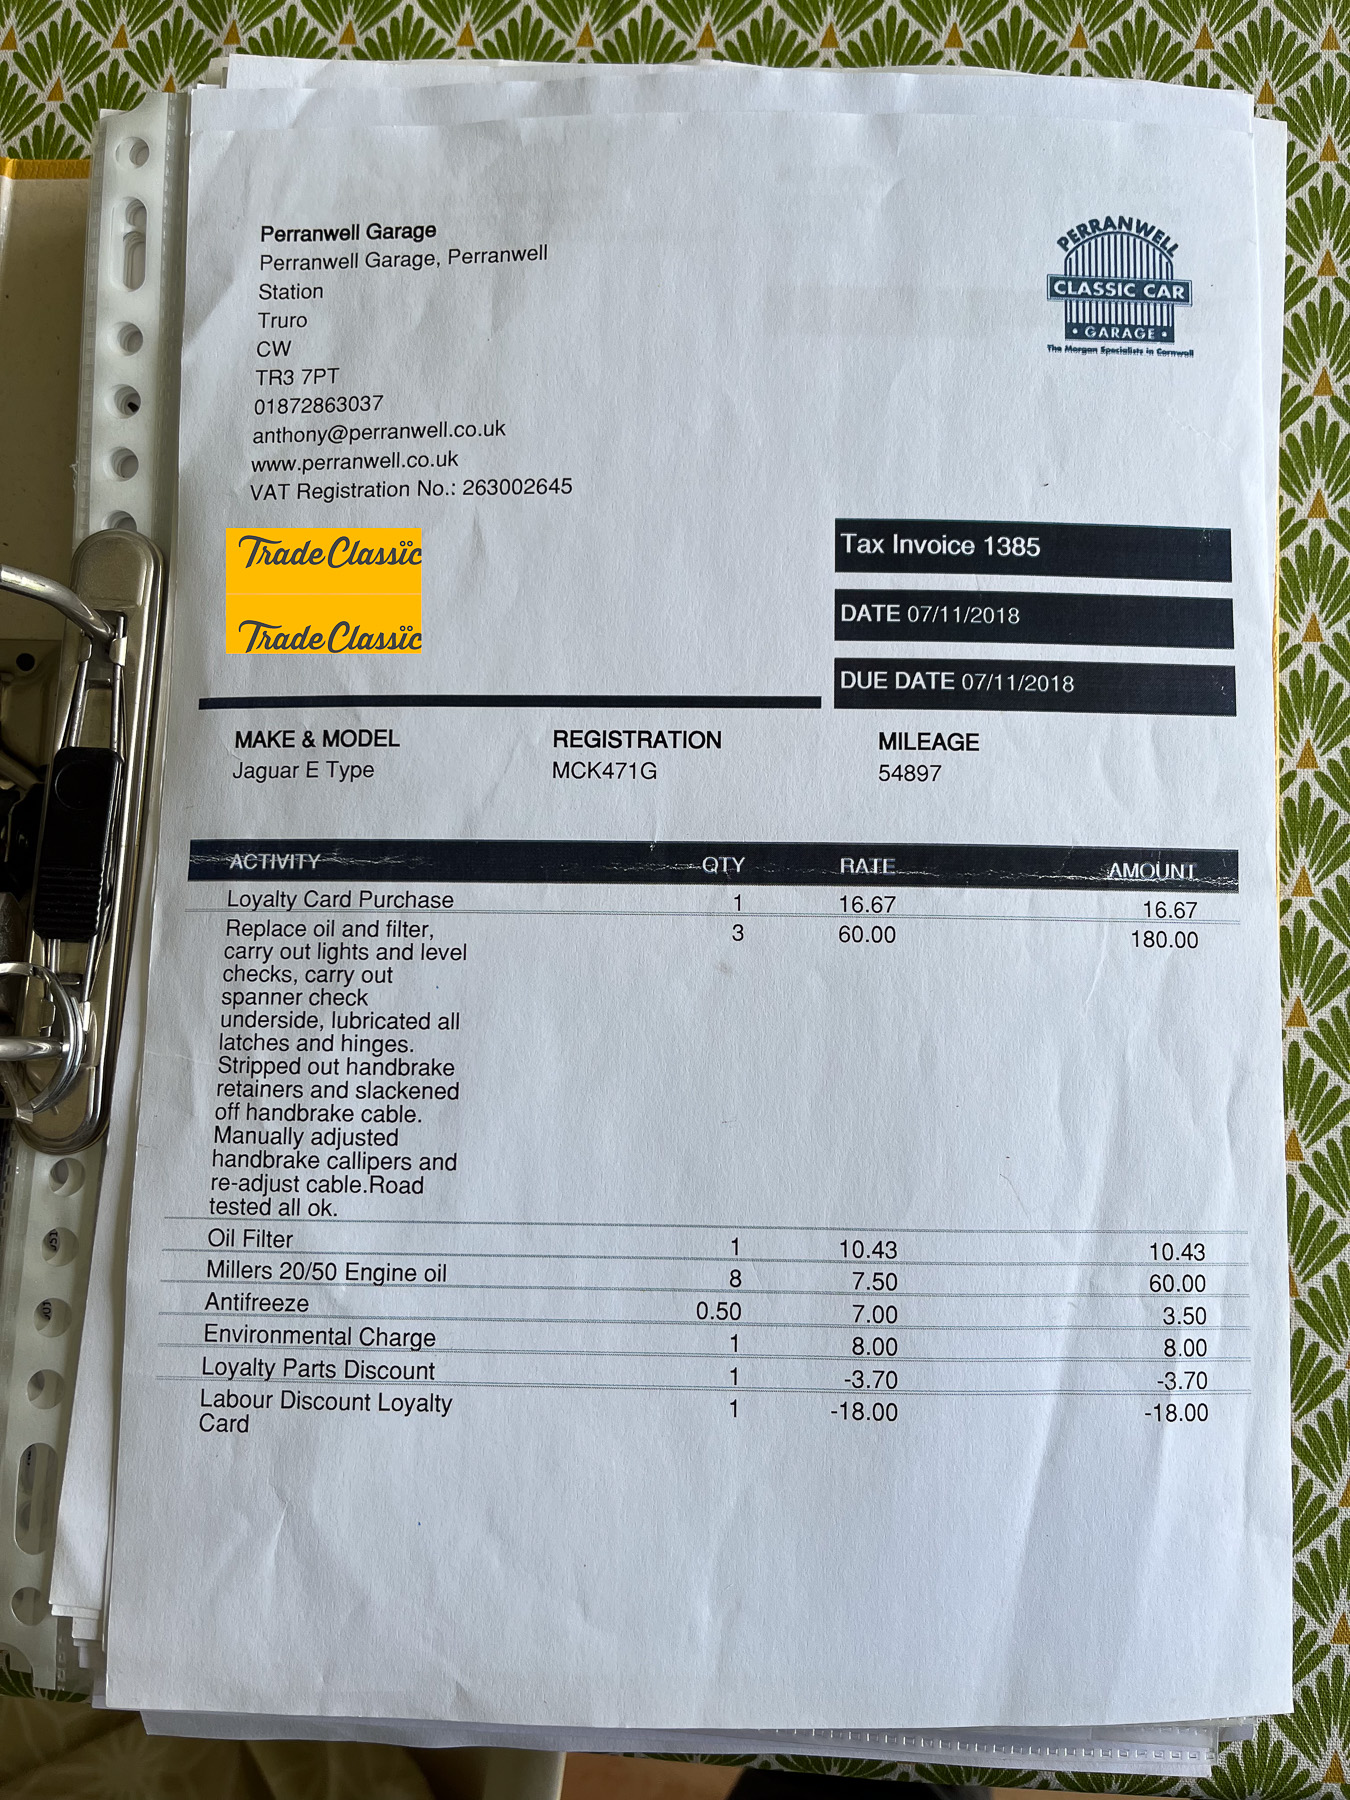 Perranwell Garage
Perranwell Garage, Perranwell
Station
Truro
CW
TR3 7PT
01872863037
anthony@perranwell.co.uk
www.perranwell.co.uk
VAT Registration No.: 263002645
PERRANWELL
CLASSIC CAR
• GARAGE •
The Morgan Specialists in Cornwall
Trade Classic
Trade Classic
Tax Invoice 1385
DATE 07/11/2018
DUE DATE 07/11/2018
MAKE & MODEL REGISTRATION MILEAGE
Jaguar E Type MCK471G 54897
ACTIVITY QTY RATE AMOUNT
Loyalty Card Purchase 1 16.67 16.67
Replace oil and filter, 3 60.00 180.00
carry out lights and level
checks, carry out
spanner check
underside, lubricated all
latches and hinges.
Stripped out handbrake
retainers and slackened
off handbrake cable.
Manually adjusted
handbrake callipers and
re-adjust cable.Road
tested all ok.
Oil Filter 1 10.43 10.43
Millers 20/50 Engine oil 8 7.50 60.00
Antifreeze 0.50 7.00 3.50
Environmental Charge 1 8.00 8.00
Loyalty Parts Discount 1 -3.70 -3.70
Labour Discount Loyalty 1 -18.00 -18.00
Card